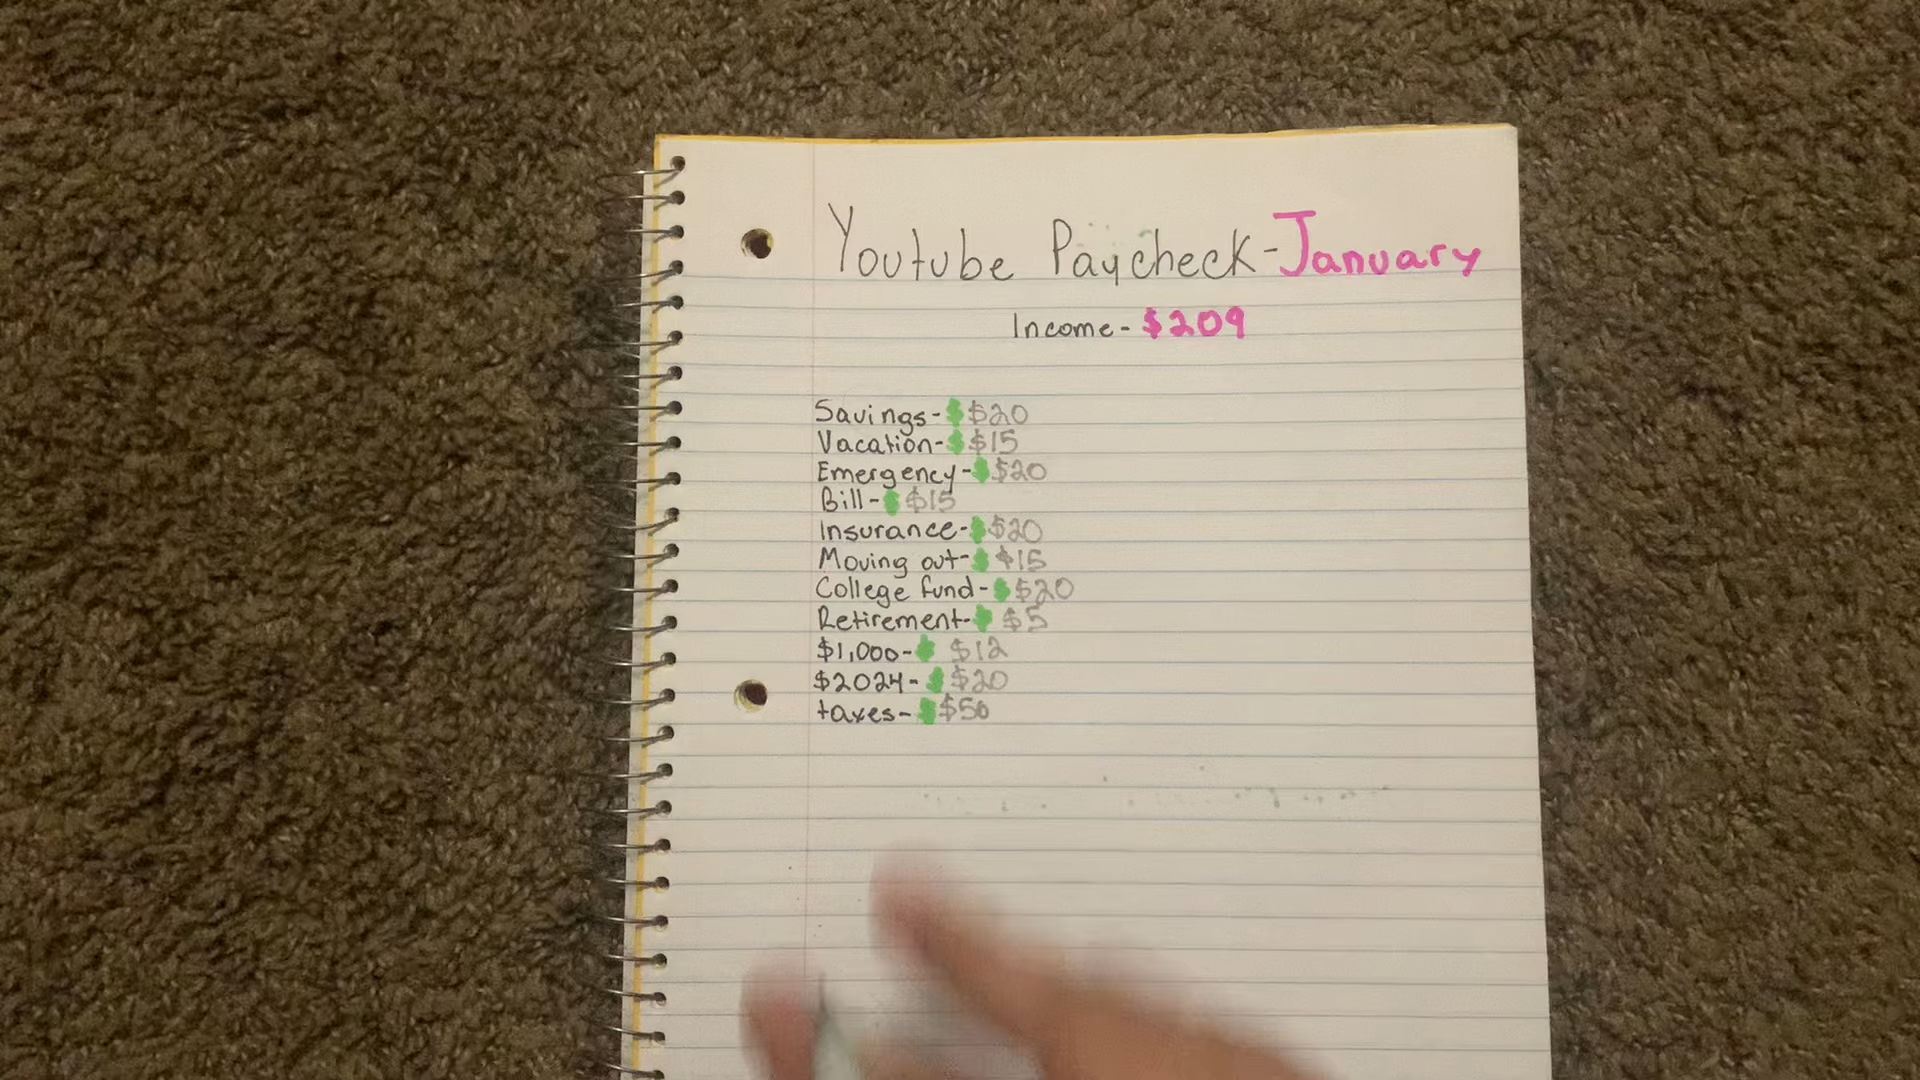 Youtube Paycheck-January
Income- $209
Savings- $ $20
Vacation- $ $15
Emergency- $ $20
Bill- $ $15
Insurance- $ $20
Moving out- $ $15
College fund- $ $20
Retirement- $ $5
$1,000- $ $12
$2024- $ $20
taxes- $ $50